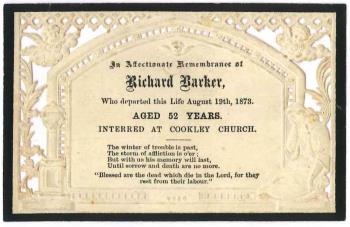 In Affectionate Remembrance of
Richard Barker,
Who departed this Life August 19th, 1873.
AGED 52 YEARS.
INTERRED AT COOKLEY CHURCH.
The winter of trouble is past,
The storm of affliction is o'er;
But with us his memory will last,
Until sorrow and death are no more.
"Blessed are the dead which die in the Lord, for they
rest from their labour."